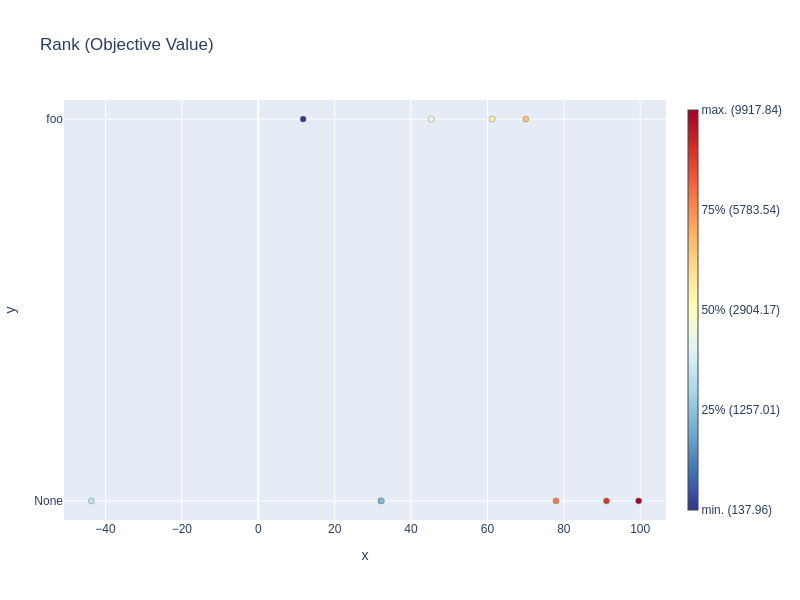 Rank (Objective Value)
foo
None
y
−40
−20
0
20
40
60
80
100
x
max. (9917.84)
75% (5783.54)
50% (2904.17)
25% (1257.01)
min. (137.96)